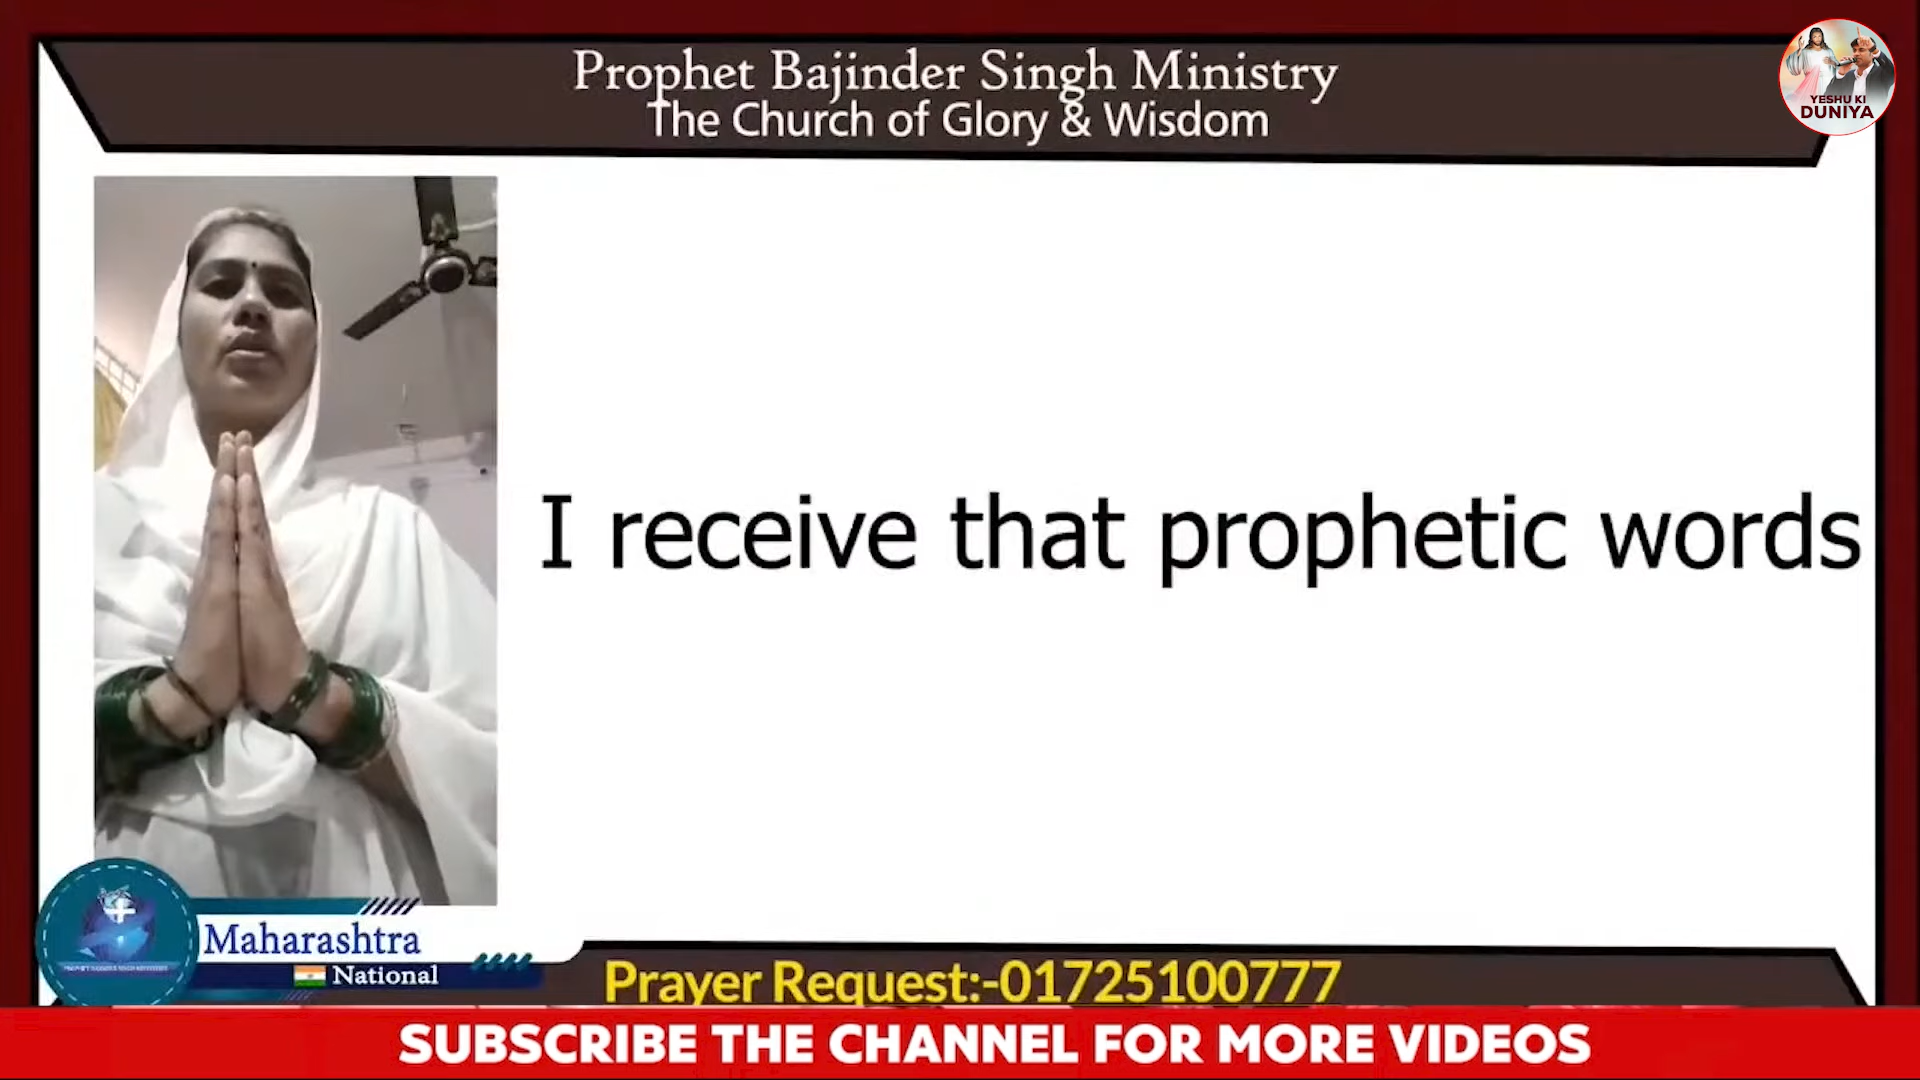 Prophet Bajinder Singh Ministry
The Church of Glory & Wisdom
YESHU KI
DUNIYA
I receive that prophetic words
Maharashtra
National
Prayer Request:-01725100777
SUBSCRIBE THE CHANNEL FOR MORE VIDEOS